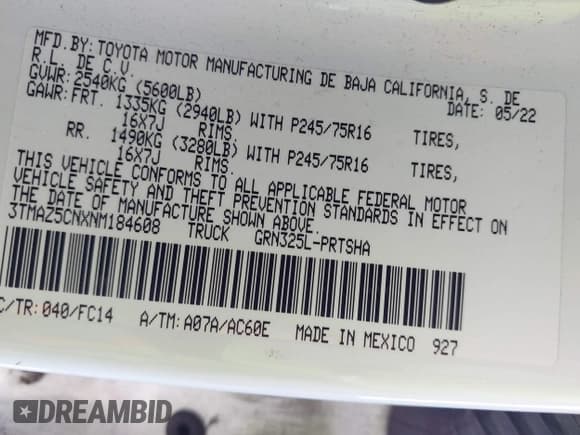 MFD.BY:TOYOTA MOTOR MANUFACTURING DE BAJA CALIFORNIA, S. DE
R.L. DE C.V. DATE: 05/22
GVWR:2540KG (5600LB)
GAWR:FRT. 1335KG (2940LB) WITH P245/75R16 TIRES,
16X7J RIMS.
RR. 1490KG (3280LB) WITH P245/75R16 TIRES,
16X7J RIMS.
THIS VEHICLE CONFORMS TO ALL APPLICABLE FEDERAL MOTOR
VEHICLE SAFETY AND THEFT PREVENTION STANDARDS IN EFFECT ON
THE DATE OF MANUFACTURE SHOWN ABOVE.
3TMAZ5CNXNM184608 TRUCK GRN325L-PRTSHA
C/TR:040/FC14 A/TM:A07A/AC60E MADE IN MEXICO 927
DREAMBID